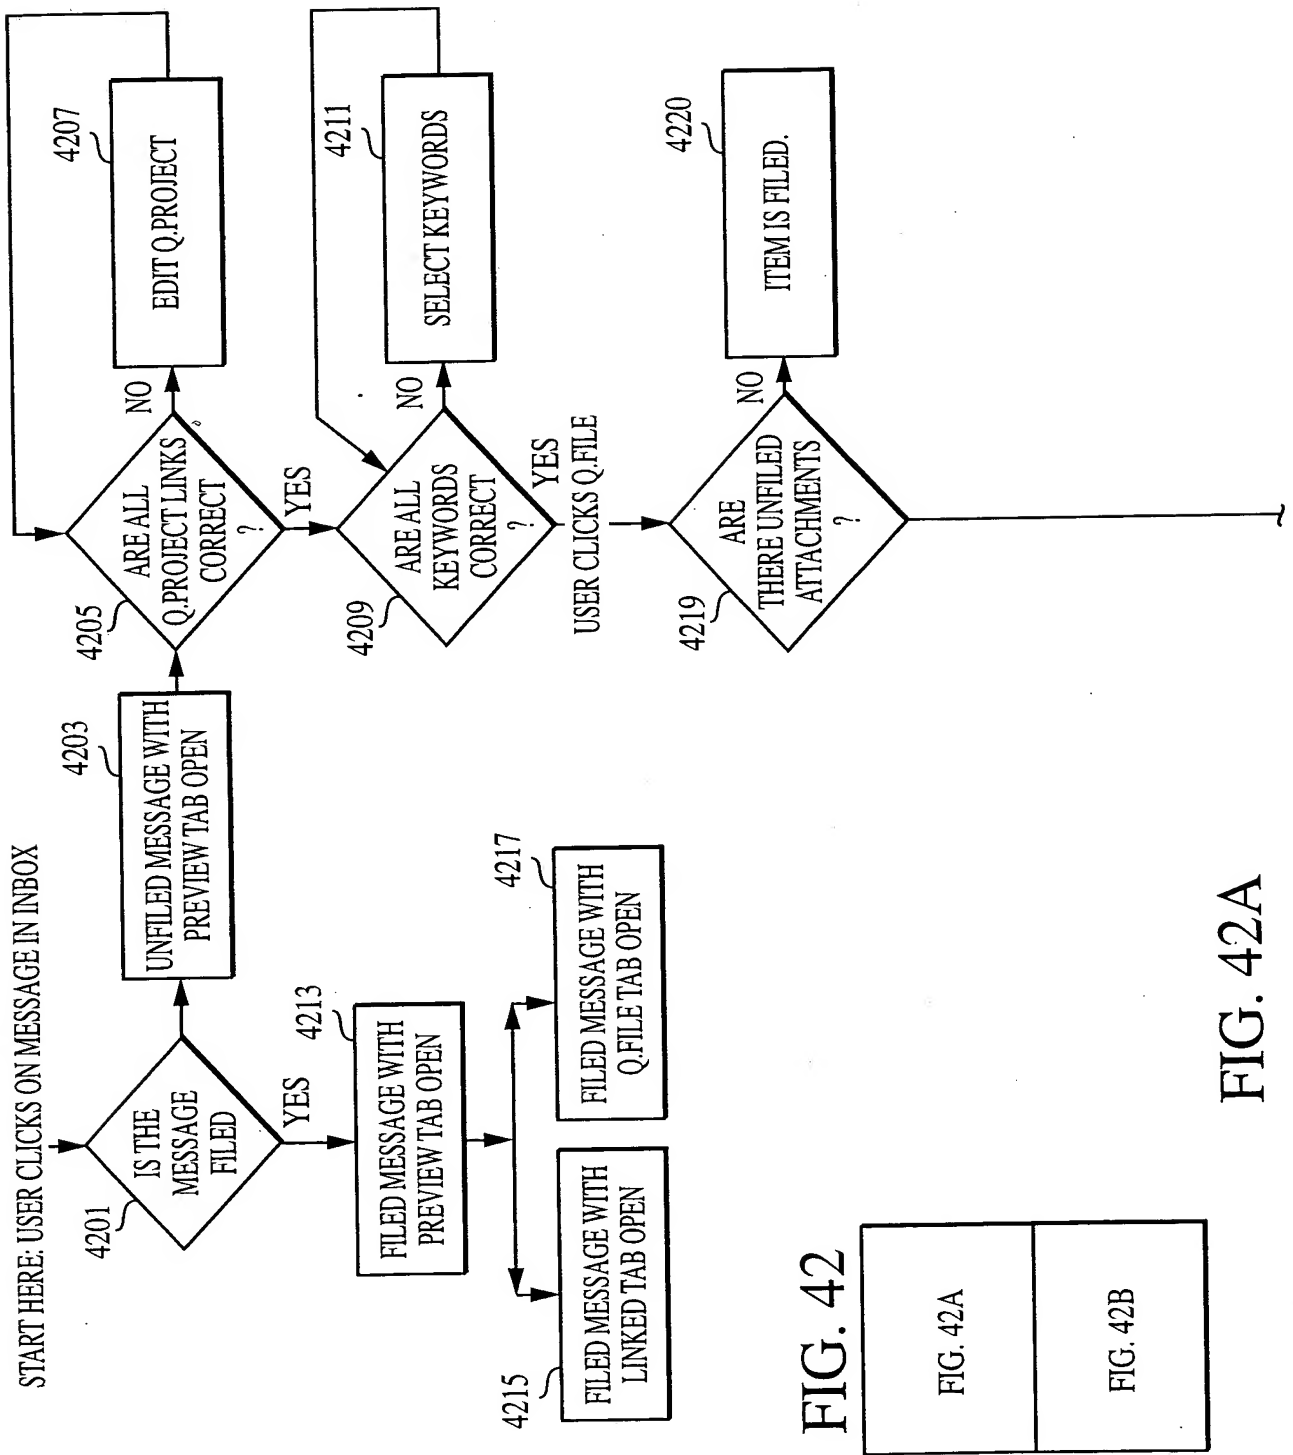 START HERE: USER CLICKS ON MESSAGE IN INBOX
4201
IS THE
MESSAGE
FILED
YES
4203
UNFILED MESSAGE WITH
PREVIEW TAB OPEN
4205
ARE ALL
Q.PROJECT LINKS
CORRECT
?
NO
4207
EDIT Q.PROJECT
YES
4209
ARE ALL
KEYWORDS
CORRECT
?
NO
4211
SELECT KEYWORDS
YES
USER CLICKS Q.FILE
4213
FILED MESSAGE WITH
PREVIEW TAB OPEN
4215
FILED MESSAGE WITH
LINKED TAB OPEN
4217
FILED MESSAGE WITH
Q.FILE TAB OPEN
4219
ARE
THERE UNFILED
ATTACHMENTS
?
NO
4220
ITEM IS FILED.
FIG. 42
FIG. 42A
FIG. 42B
FIG. 42A